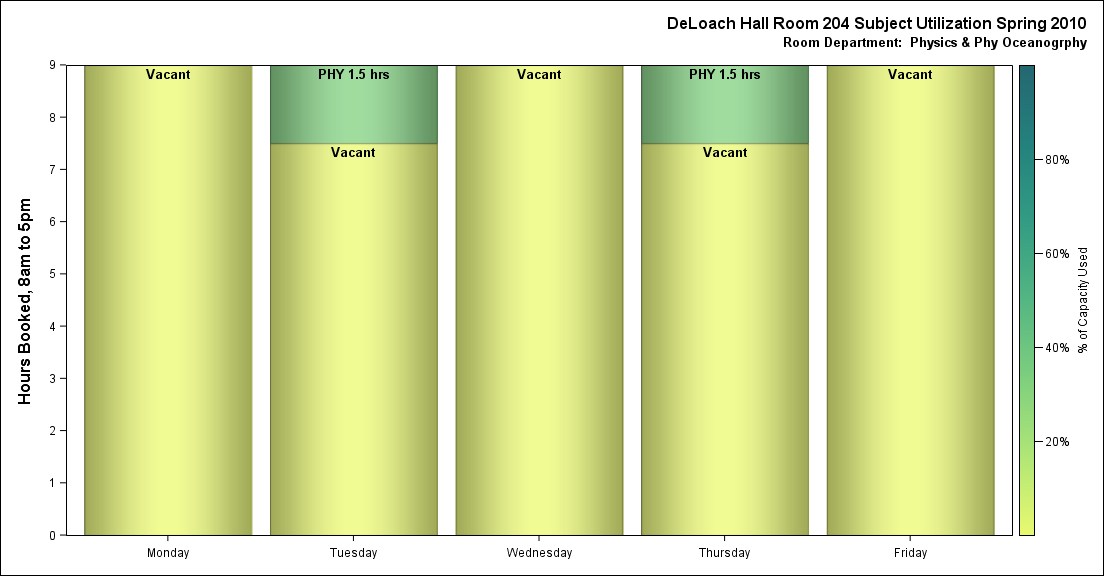 DeLoach Hall Room 204 Subject Utilization Spring 2010
Room Department:  Physics & Phy Oceanogrphy
Hours Booked, 8am to 5pm
9
8
7
6
5
4
3
2
1
0
Vacant
PHY 1.5 hrs
Vacant
Vacant
PHY 1.5 hrs
Vacant
Vacant
Monday
Tuesday
Wednesday
Thursday
Friday
80%
60%
40%
20%
% of Capacity Used